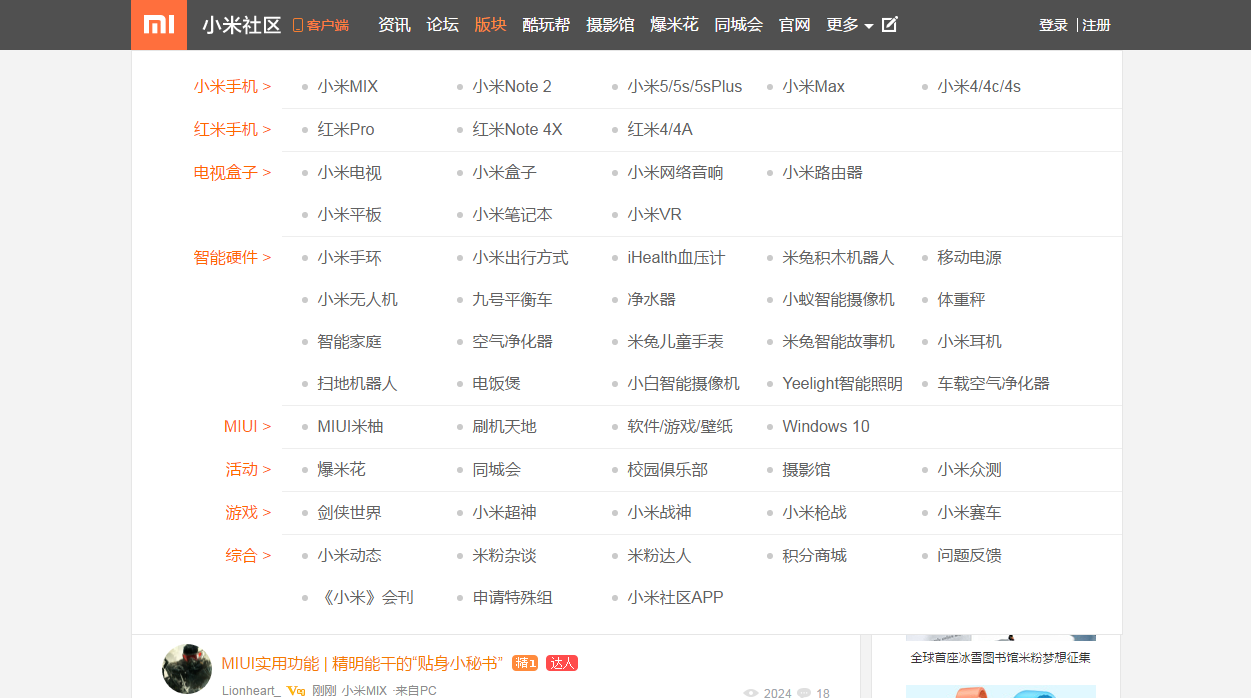 小米社区 客户端 资讯 论坛 版块 酷玩帮 摄影馆 爆米花 同城会 官网 更多 登录 | 注册
小米手机 > 小米MIX 小米Note 2 小米5/5s/5sPlus 小米Max 小米4/4c/4s
红米手机 > 红米Pro 红米Note 4X 红米4/4A
电视盒子 > 小米电视 小米盒子 小米网络音响 小米路由器
小米平板 小米笔记本 小米VR
智能硬件 > 小米手环 小米出行方式 iHealth血压计 米兔积木机器人 移动电源
小米无人机 九号平衡车 净水器 小蚁智能摄像机 体重秤
智能家庭 空气净化器 米兔儿童手表 米兔智能故事机 小米耳机
扫地机器人 电饭煲 小白智能摄像机 Yeelight智能照明 车载空气净化器
MIUI > MIUI米柚 刷机天地 软件/游戏/壁纸 Windows 10
活动 > 爆米花 同城会 校园俱乐部 摄影馆 小米众测
游戏 > 剑侠世界 小米超神 小米战神 小米枪战 小米赛车
综合 > 小米动态 米粉杂谈 米粉达人 积分商城 问题反馈
《小米》会刊 申请特殊组 小米社区APP
MIUI实用功能 | 精明能干的“贴身小秘书” 精1 达人
Lionheart_ 刚刚 小米MIX ·来自PC 2024 18
全球首座冰雪图书馆米粉梦想征集